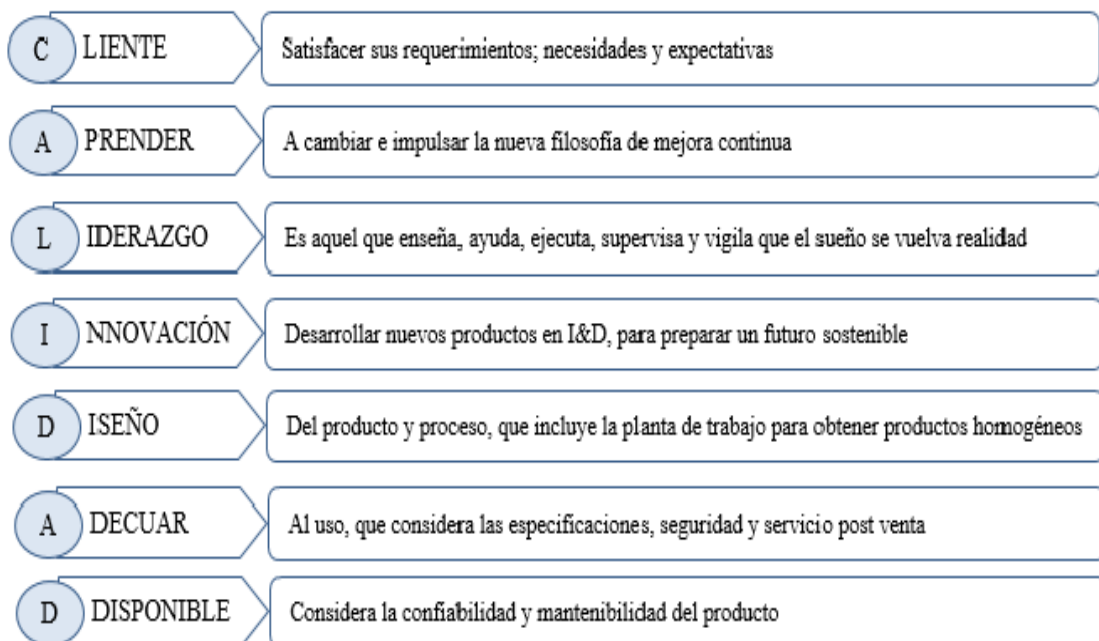 C LIENTE Satisfacer sus requerimientos; necesidades y expectativas
A PRENDER A cambiar e impulsar la nueva filosofía de mejora continua
L IDERAZGO Es aquel que enseña, ayuda, ejecuta, supervisa y vigila que el sueño se vuelva realidad
I NNOVACIÓN Desarrollar nuevos productos en I&D, para preparar un futuro sostenible
D ISEÑO Del producto y proceso, que incluye la planta de trabajo para obtener productos homogéneos
A DECUAR Al uso, que considera las especificaciones, seguridad y servicio post venta
D DISPONIBLE Considera la confiabilidad y mantenibilidad del producto